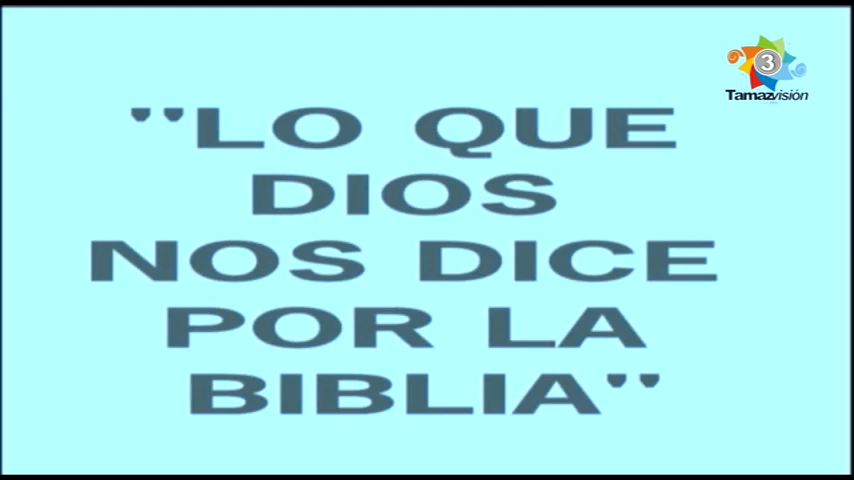 3
Tamazvisión
"LO QUE
DIOS
NOS DICE
POR LA
BIBLIA"